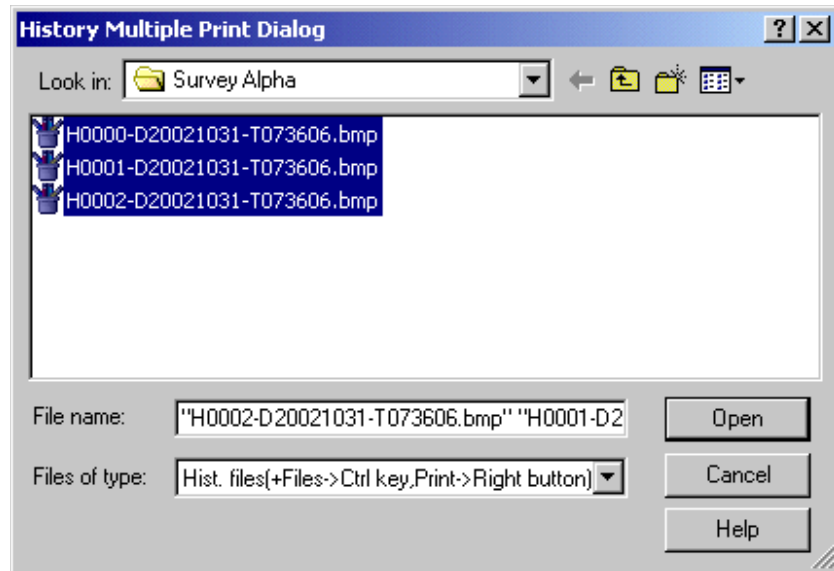 History Multiple Print Dialog
Look in: Survey Alpha
H0000-D20021031-T073606.bmp
H0001-D20021031-T073606.bmp
H0002-D20021031-T073606.bmp
File name: "H0002-D20021031-T073606.bmp" "H0001-D2 Open
Files of type: Hist. files(+Files->Ctrl key,Print->Right button) Cancel
Help